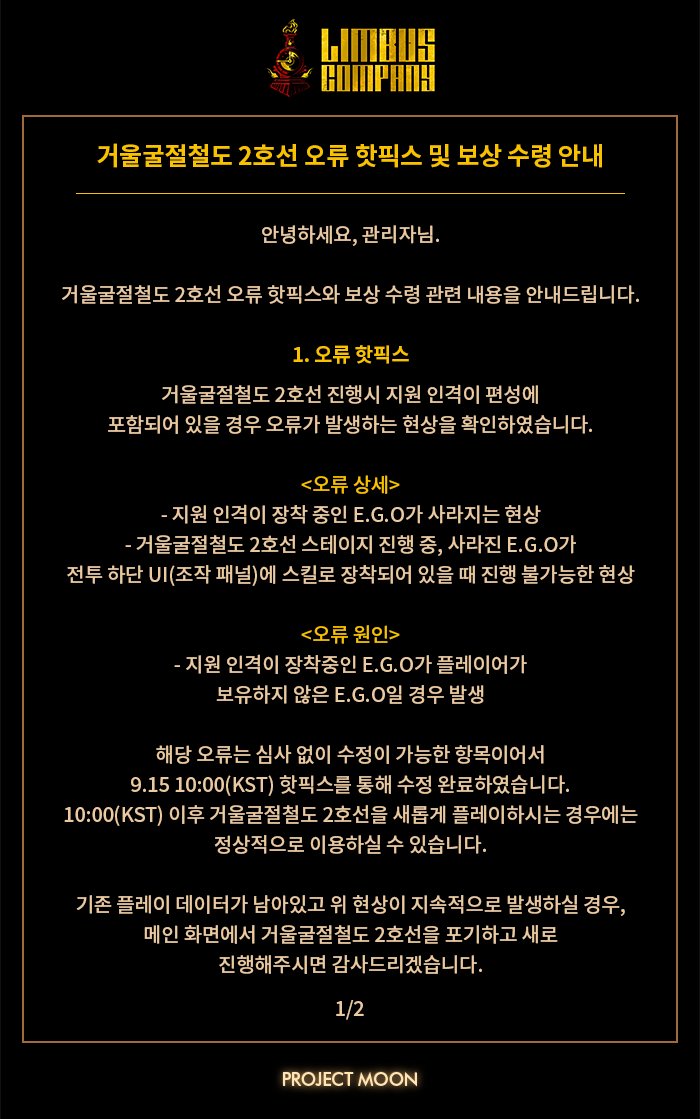 LIMBUS
COMPANY
거울굴절철도 2호선 오류 핫픽스 및 보상 수령 안내
안녕하세요, 관리자님.
거울굴절철도 2호선 오류 핫픽스와 보상 수령 관련 내용을 안내드립니다.
1. 오류 핫픽스
거울굴절철도 2호선 진행시 지원 인격이 편성에
포함되어 있을 경우 오류가 발생하는 현상을 확인하였습니다.
<오류 상세>
- 지원 인격이 장착 중인 E.G.O가 사라지는 현상
- 거울굴절철도 2호선 스테이지 진행 중, 사라진 E.G.O가
전투 하단 UI(조작 패널)에 스킬로 장착되어 있을 때 진행 불가능한 현상
<오류 원인>
- 지원 인격이 장착중인 E.G.O가 플레이어가
보유하지 않은 E.G.O일 경우 발생
해당 오류는 심사 없이 수정이 가능한 항목이어서
9.15 10:00(KST) 핫픽스를 통해 수정 완료하였습니다.
10:00(KST) 이후 거울굴절철도 2호선을 새롭게 플레이하시는 경우에는
정상적으로 이용하실 수 있습니다.
기존 플레이 데이터가 남아있고 위 현상이 지속적으로 발생하실 경우,
메인 화면에서 거울굴절철도 2호선을 포기하고 새로
진행해주시면 감사드리겠습니다.
1/2
PROJECT MOON